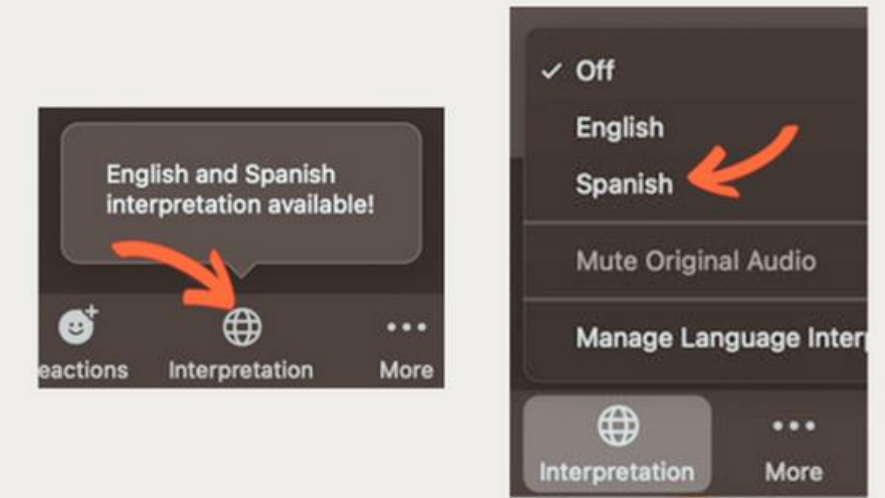 English and Spanish
interpretation available!
eactions
Interpretation
More
Off
English
Spanish
Mute Original Audio
Manage Language Interp
Interpretation
More